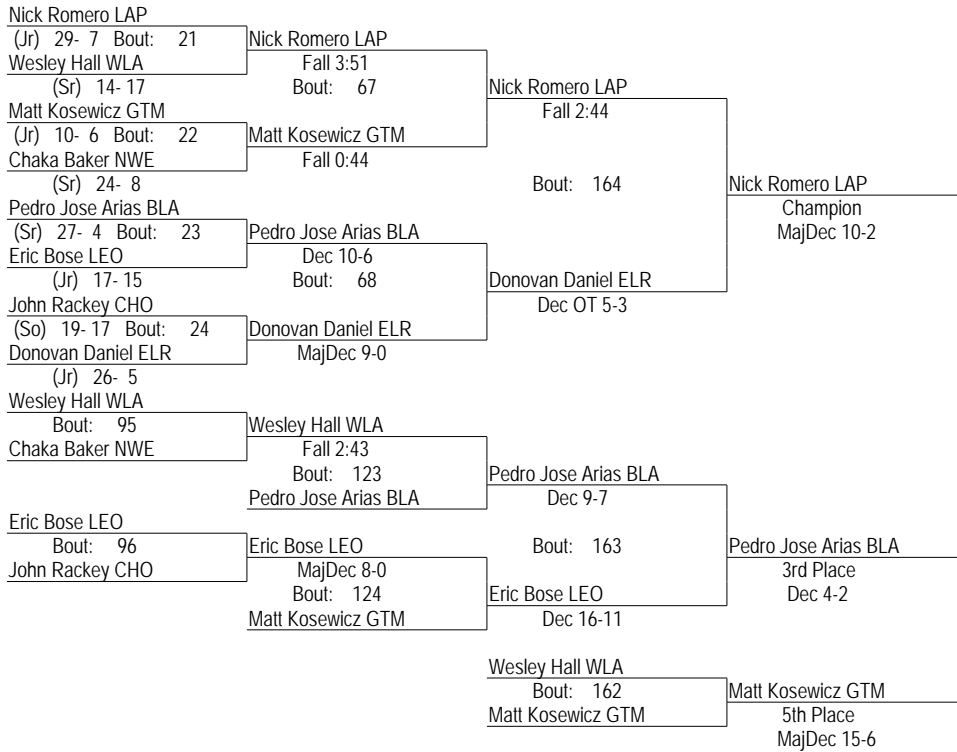 Nick Romero LAP
(Jr) 29- 7 Bout: 21
Nick Romero LAP
Wesley Hall WLA
Fall 3:51
(Sr) 14- 17
Bout: 67
Nick Romero LAP
Matt Kosewicz GTM
Fall 2:44
(Jr) 10- 6 Bout: 22
Matt Kosewicz GTM
Chaka Baker NWE
Fall 0:44
(Sr) 24- 8
Bout: 164
Nick Romero LAP
Pedro Jose Arias BLA
Champion
(Sr) 27- 4 Bout: 23
Pedro Jose Arias BLA
MajDec 10-2
Eric Bose LEO
Dec 10-6
(Jr) 17- 15
Bout: 68
Donovan Daniel ELR
John Rackey CHO
Dec OT 5-3
(So) 19- 17 Bout: 24
Donovan Daniel ELR
Donovan Daniel ELR
MajDec 9-0
(Jr) 26- 5
Wesley Hall WLA
Bout: 95
Wesley Hall WLA
Chaka Baker NWE
Fall 2:43
Bout: 123
Pedro Jose Arias BLA
Pedro Jose Arias BLA
Dec 9-7
Eric Bose LEO
Bout: 96
Eric Bose LEO
Bout: 163
Pedro Jose Arias BLA
John Rackey CHO
MajDec 8-0
3rd Place
Bout: 124
Eric Bose LEO
Dec 4-2
Matt Kosewicz GTM
Dec 16-11
Wesley Hall WLA
Bout: 162
Matt Kosewicz GTM
Matt Kosewicz GTM
5th Place
MajDec 15-6